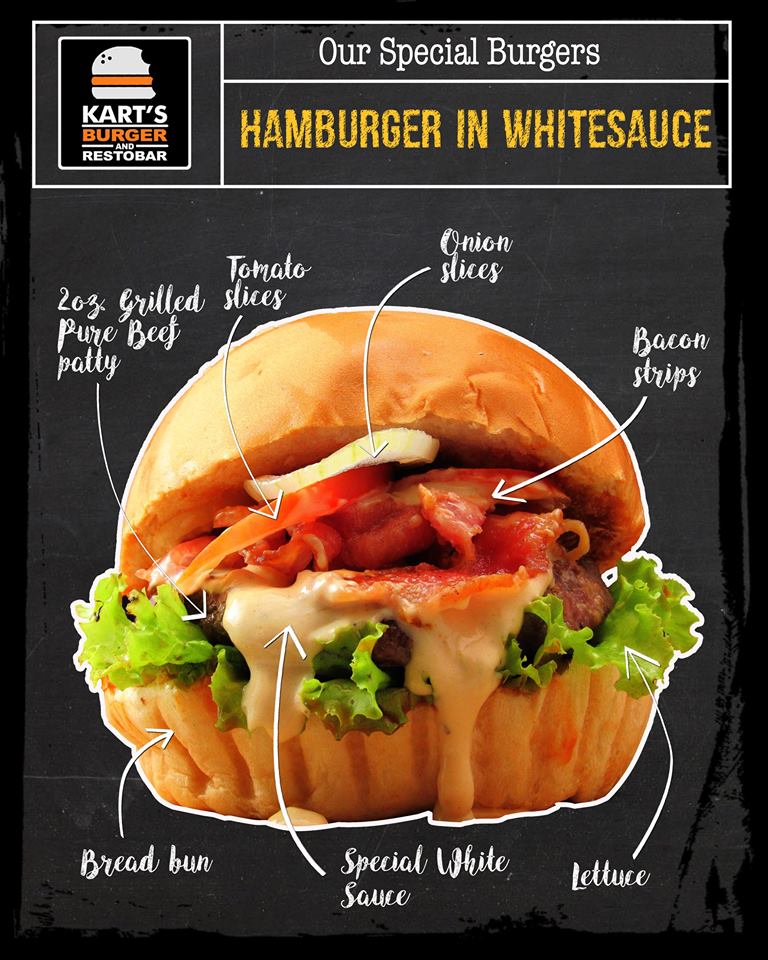 Our Special Burgers
KART'S
BURGER
AND
RESTOBAR
HAMBURGER IN WHITESAUCE
Onion
slices
Tomato
slices
2oz. Grilled
Pure Beef
patty
Bacon
strips
Bread bun
Special White
Sauce
Lettuce